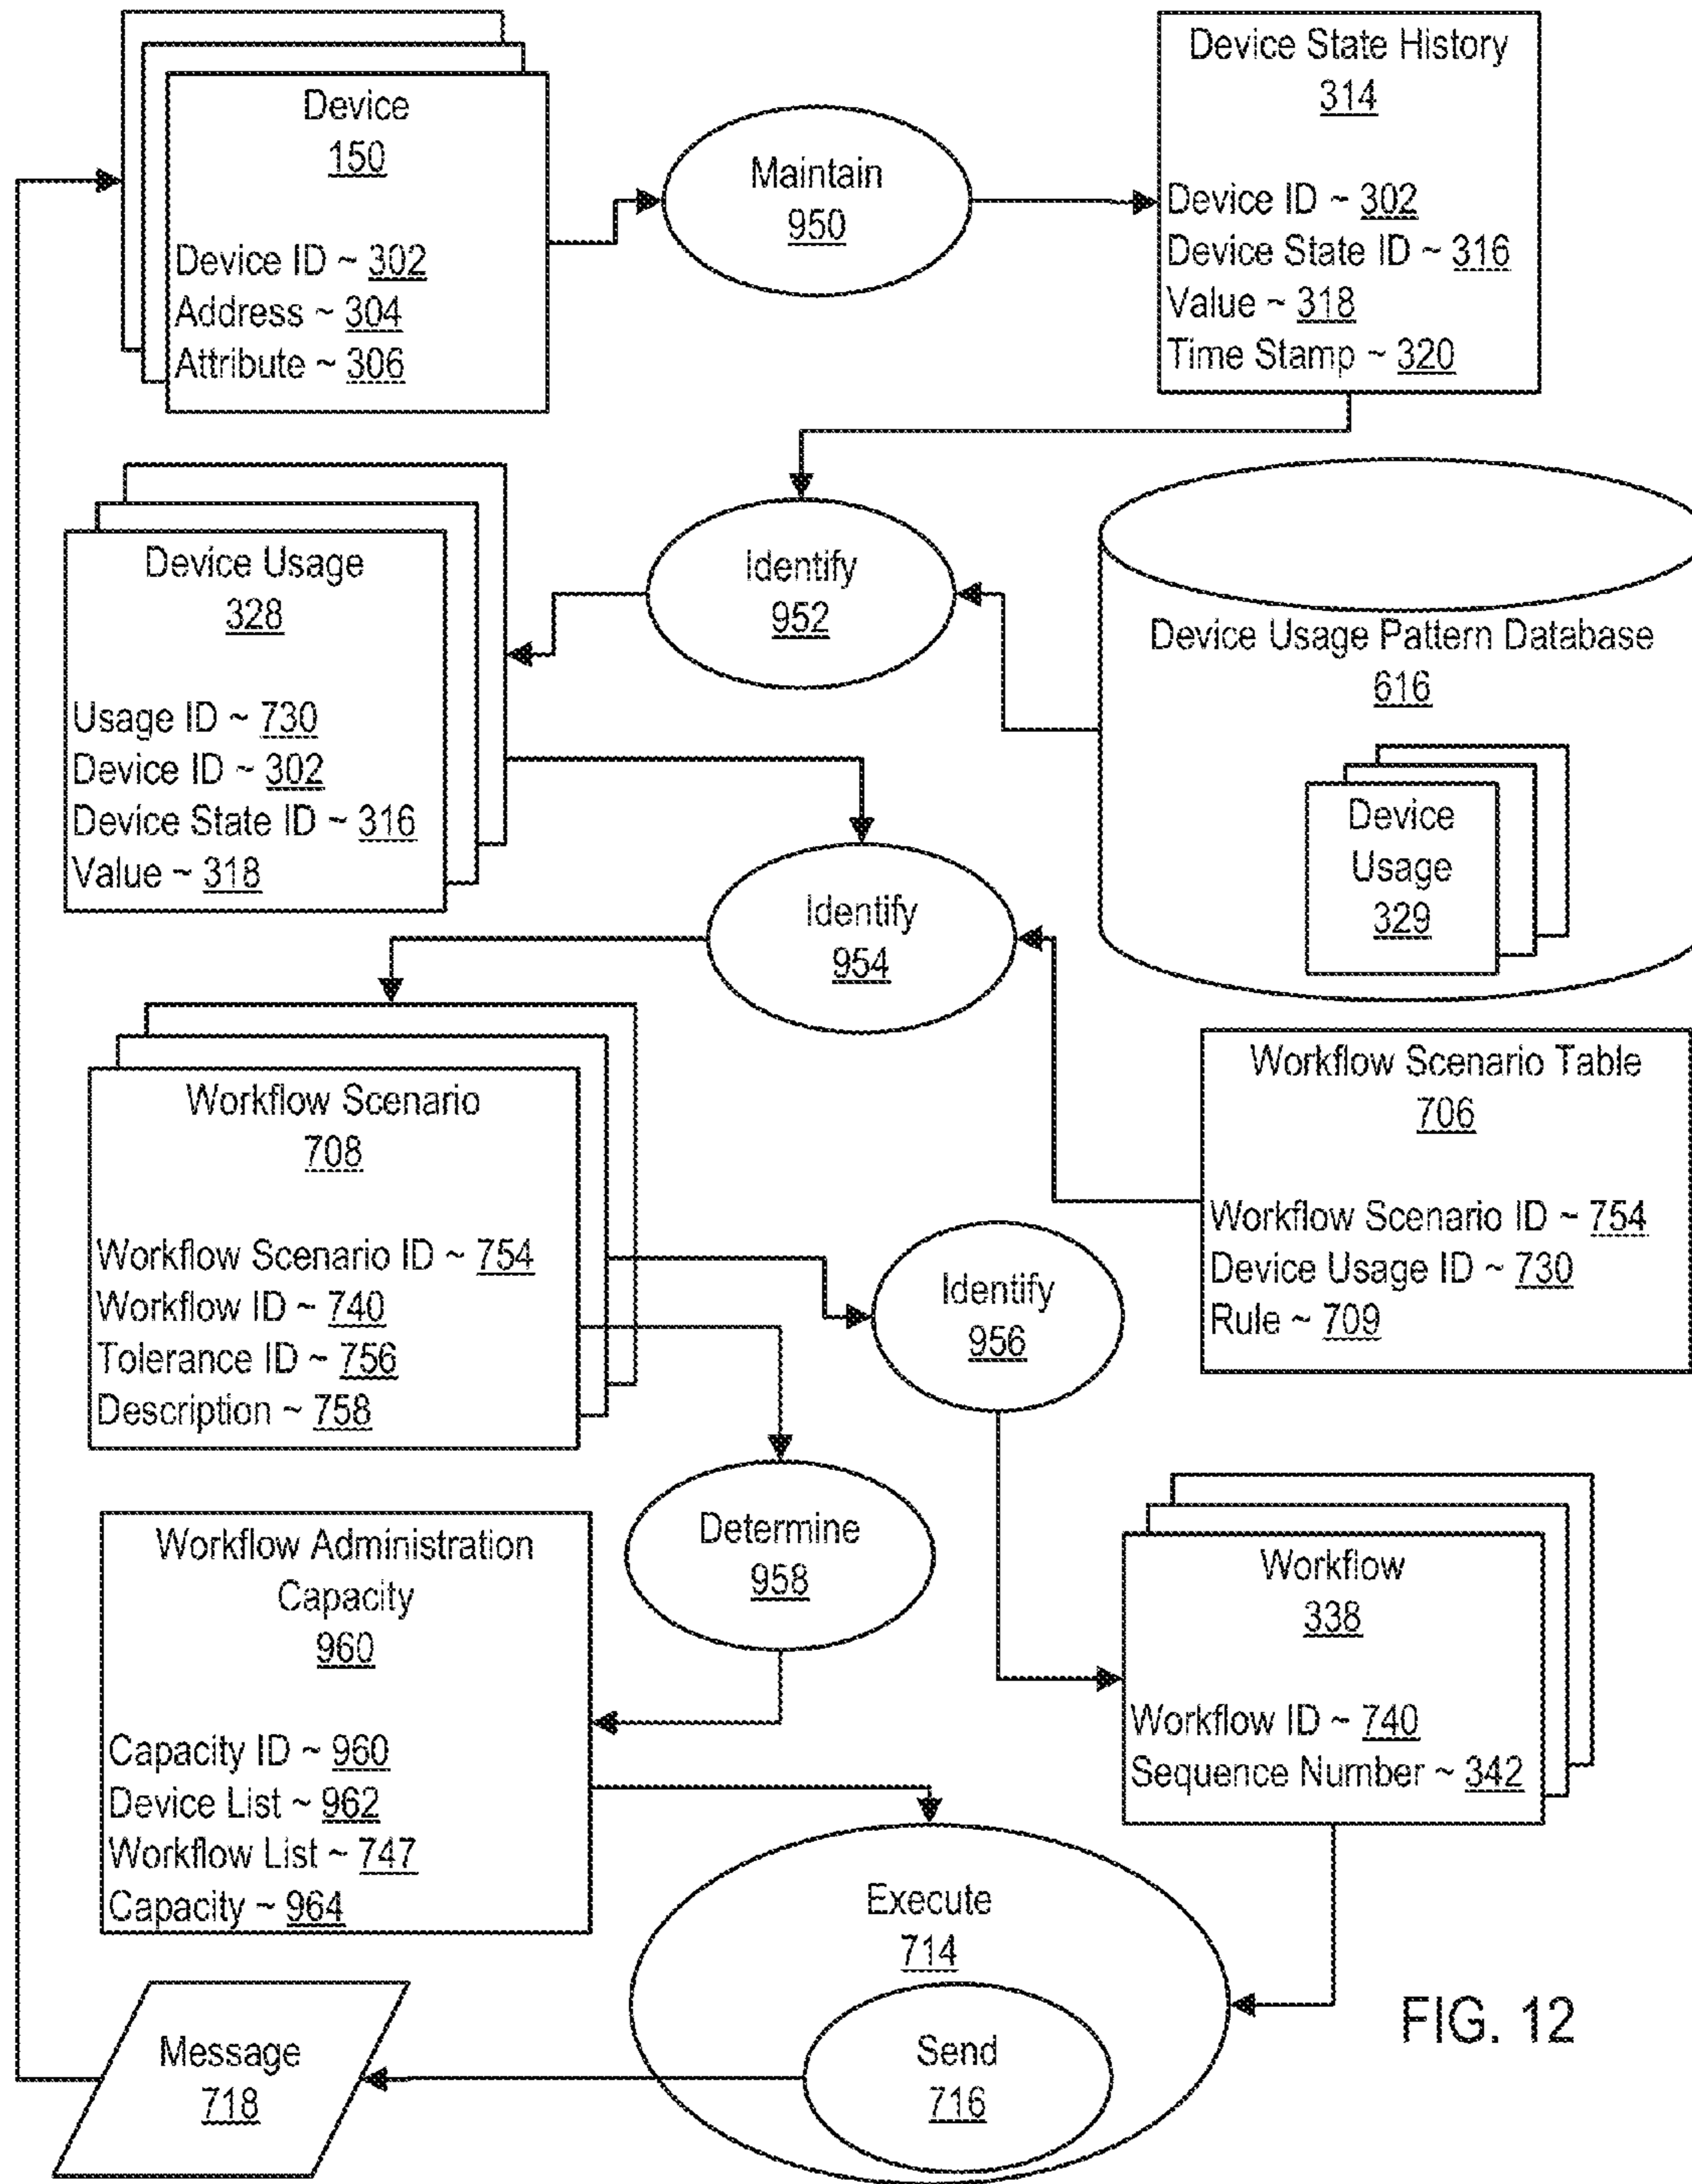 Device
150
Device ID ~ 302
Address ~ 304
Attribute ~ 306
Maintain
950
Device State History
314
Device ID ~ 302
Device State ID ~ 316
Value ~ 318
Time Stamp ~ 320
Device Usage
328
Usage ID ~ 730
Device ID ~ 302
Device State ID ~ 316
Value ~ 318
Identify
952
Device Usage Pattern Database
616
Device
Usage
329
Identify
954
Workflow Scenario
708
Workflow Scenario ID ~ 754
Workflow ID ~ 740
Tolerance ID ~ 756
Description ~ 758
Identify
956
Workflow Scenario Table
706
Workflow Scenario ID ~ 754
Device Usage ID ~ 730
Rule ~ 709
Determine
958
Workflow Administration
Capacity
960
Capacity ID ~ 960
Device List ~ 962
Workflow List ~ 747
Capacity ~ 964
Workflow
338
Workflow ID ~ 740
Sequence Number ~ 342
Execute
714
Send
716
Message
718
FIG. 12